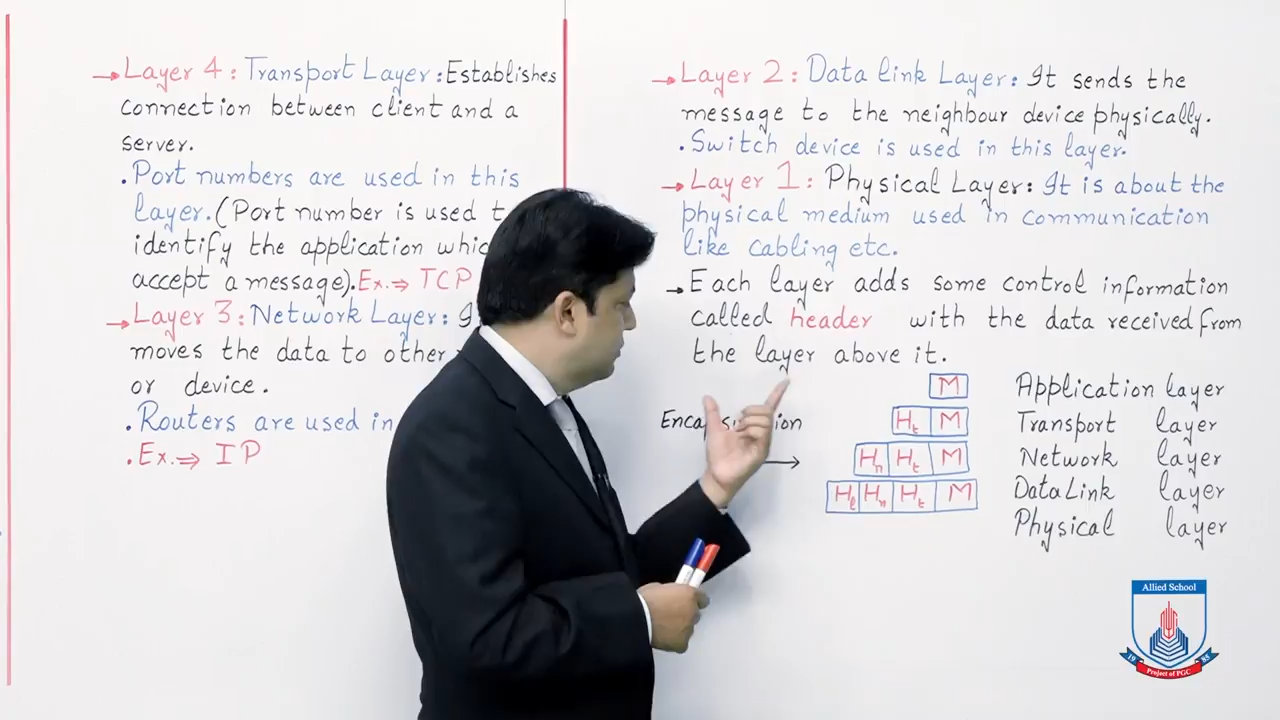 → Layer 4: Transport Layer: Establishes
connection between client and a
server.
• Port numbers are used in this
layer. (Port number is used
identify the application
accept a message). Ex. ⇒ TCP
→ Layer 3: Network Layer:
moves the data to other
or device.
• Routers are used in
• Ex. ⇒ IP
→ Layer 2: Data link Layer: It sends the
message to the neighbour device physically.
• Switch device is used in this layer.
→ Layer 1: Physical Layer: It is about the
physical medium used in communication
like cabling etc.
→ Each layer adds some control information
called header with the data received from
the layer above it.
M Application layer
Ht M Transport layer
Hn Ht M Network layer
Hl Hn Ht M DataLink layer
Physical layer
→
Allied School
19 85
Project of PGC